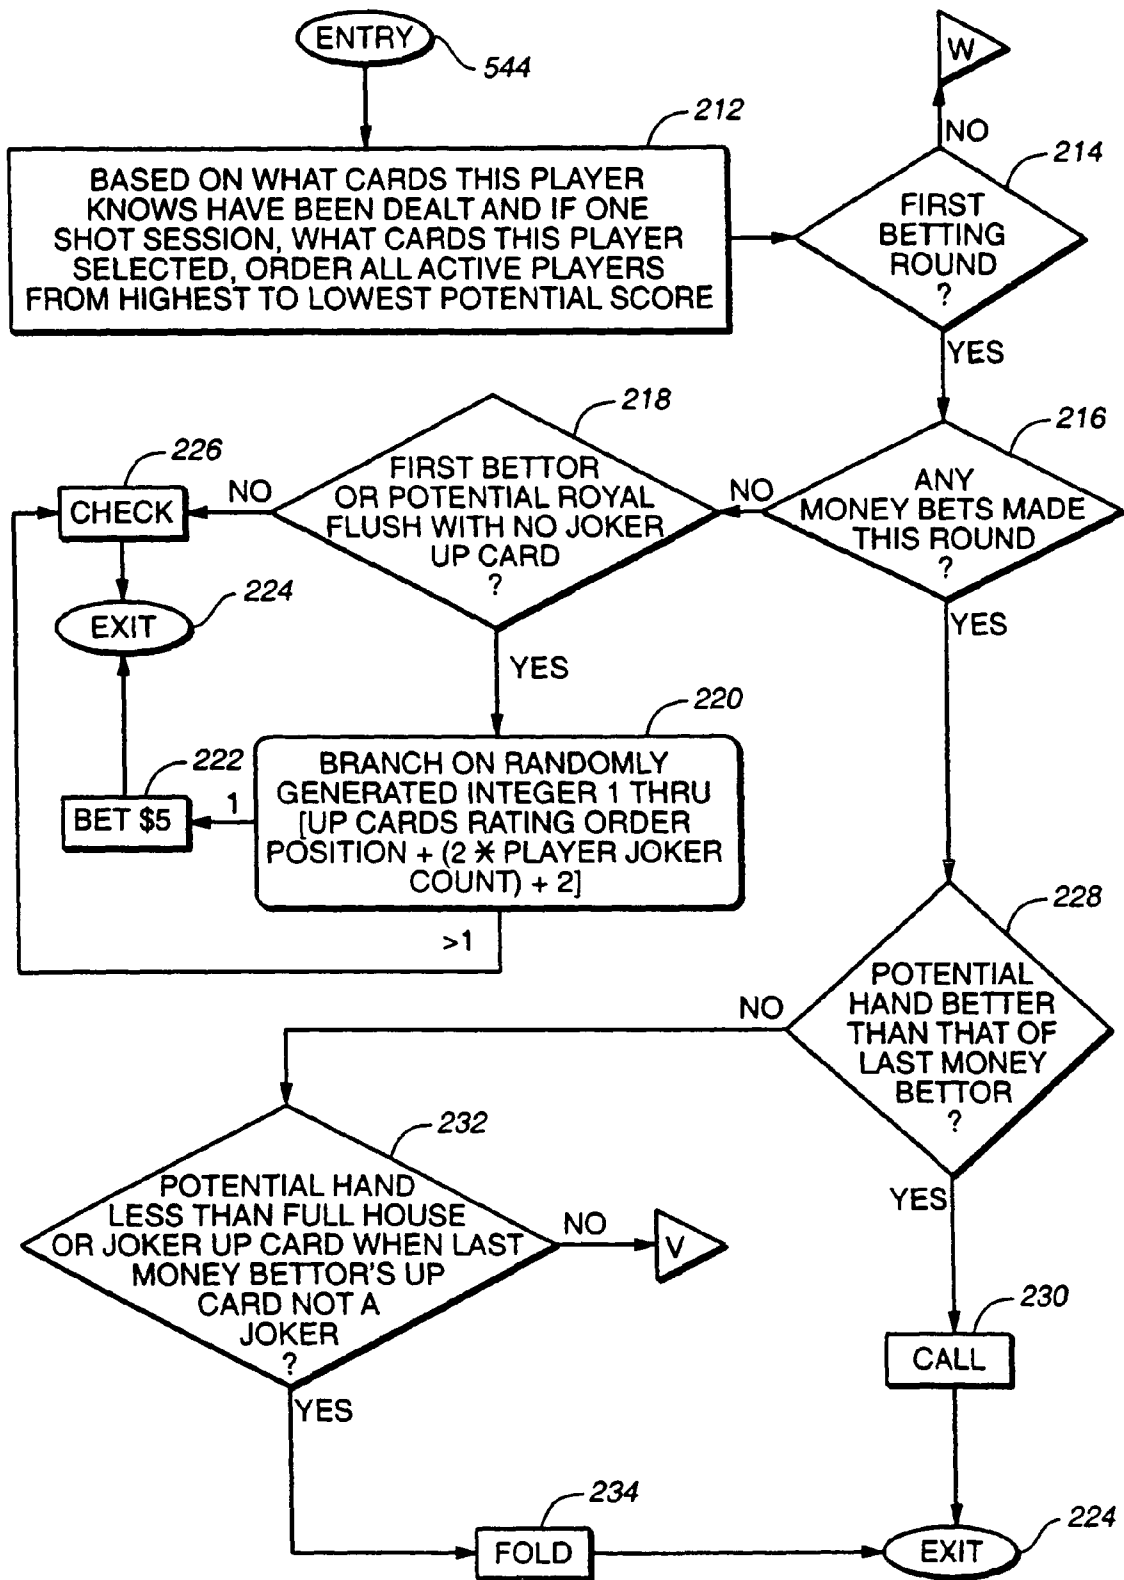 ENTRY
544
W
212
NO
214
BASED ON WHAT CARDS THIS PLAYER
KNOWS HAVE BEEN DEALT AND IF ONE
SHOT SESSION, WHAT CARDS THIS PLAYER
SELECTED, ORDER ALL ACTIVE PLAYERS
FROM HIGHEST TO LOWEST POTENTIAL SCORE
FIRST
BETTING
ROUND
?
YES
218
216
226
NO
FIRST BETTOR
OR POTENTIAL ROYAL
FLUSH WITH NO JOKER
UP CARD
?
NO
ANY
MONEY BETS MADE
THIS ROUND
?
CHECK
224
EXIT
YES
YES
220
222
BET $5
1
BRANCH ON RANDOMLY
GENERATED INTEGER 1 THRU
[UP CARDS RATING ORDER
POSITION + (2 * PLAYER JOKER
COUNT) + 2]
>1
228
NO
POTENTIAL
HAND BETTER
THAN THAT OF
LAST MONEY
BETTOR
?
232
POTENTIAL HAND
LESS THAN FULL HOUSE
OR JOKER UP CARD WHEN LAST
MONEY BETTOR'S UP
CARD NOT A
JOKER
?
NO
V
YES
230
CALL
YES
234
FOLD
224
EXIT